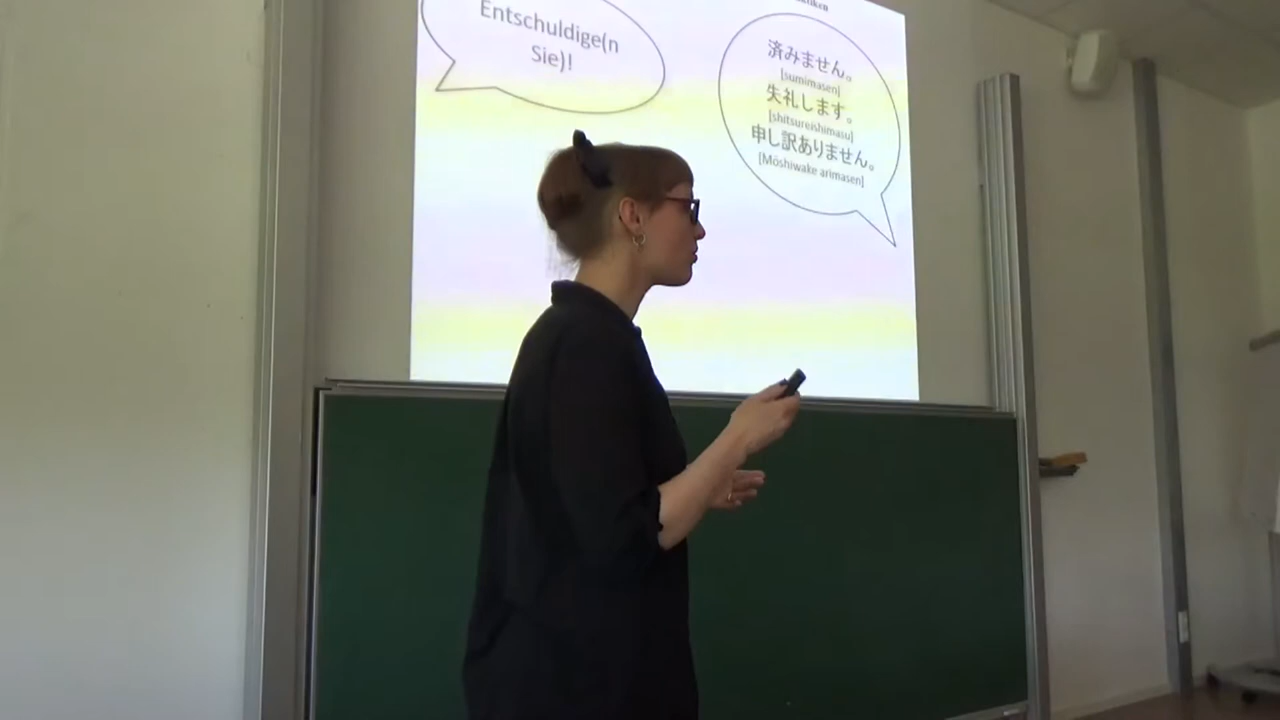 Entschuldige(n
Sie)!
済みません。
[sumimasen]
失礼します。
[shitsureishimasu]
申し訳ありません。
[Mōshiwake arimasen]